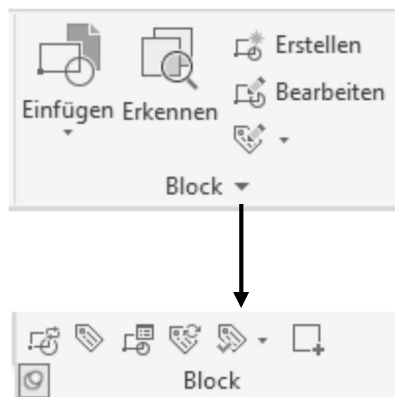 Erstellen
Einfügen Erkennen
Bearbeiten
Block
Block